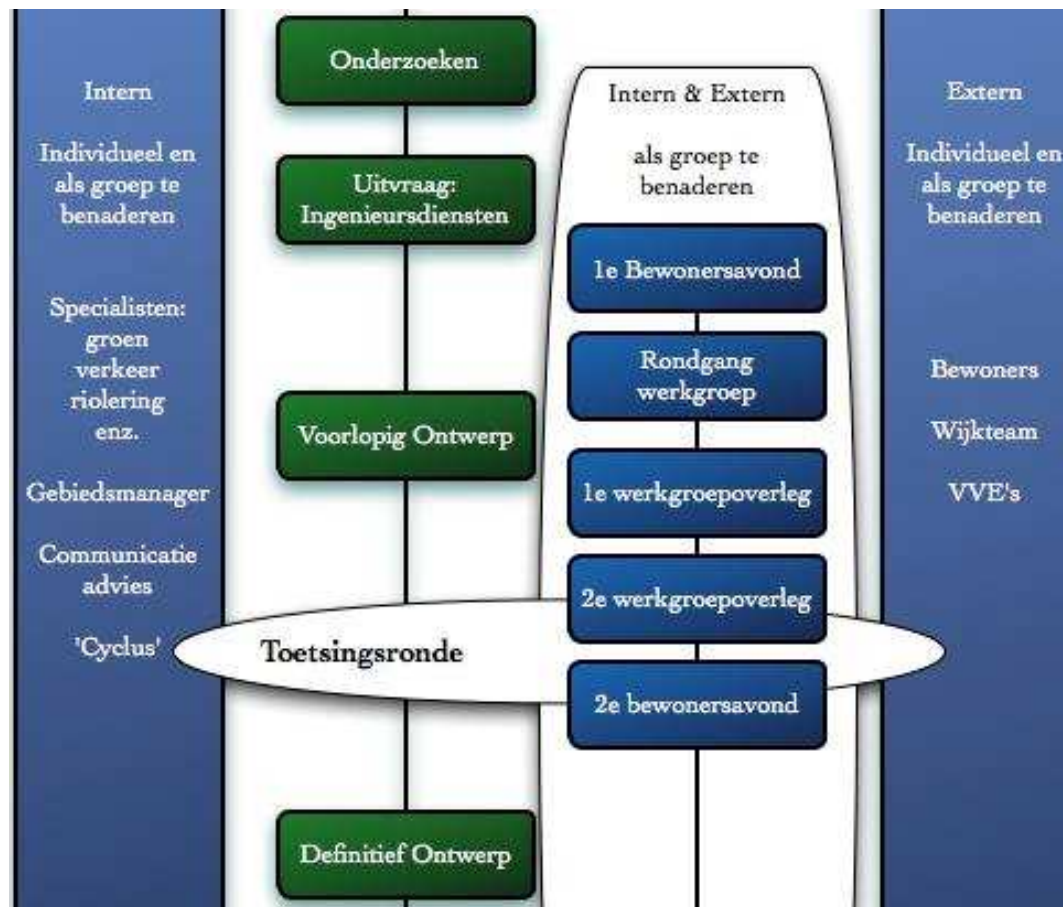 Intern
Individueel en
als groep te
benaderen
Specialisten:
groen
verkeer
riolering
enz.
Gebiedsmanager
Communicatie
advies
'Cyclus'
Onderzoeken
Uitvraag:
Ingenieursdiensten
Voorlopig Ontwerp
Toetsingsronde
Definitief Ontwerp
Intern & Extern
als groep te
benaderen
1e Bewonersavond
Rondgang
werkgroep
1e werkgroepoverleg
2e werkgroepoverleg
2e bewonersavond
Extern
Individueel en
als groep te
benaderen
Bewoners
Wijkteam
VVE's